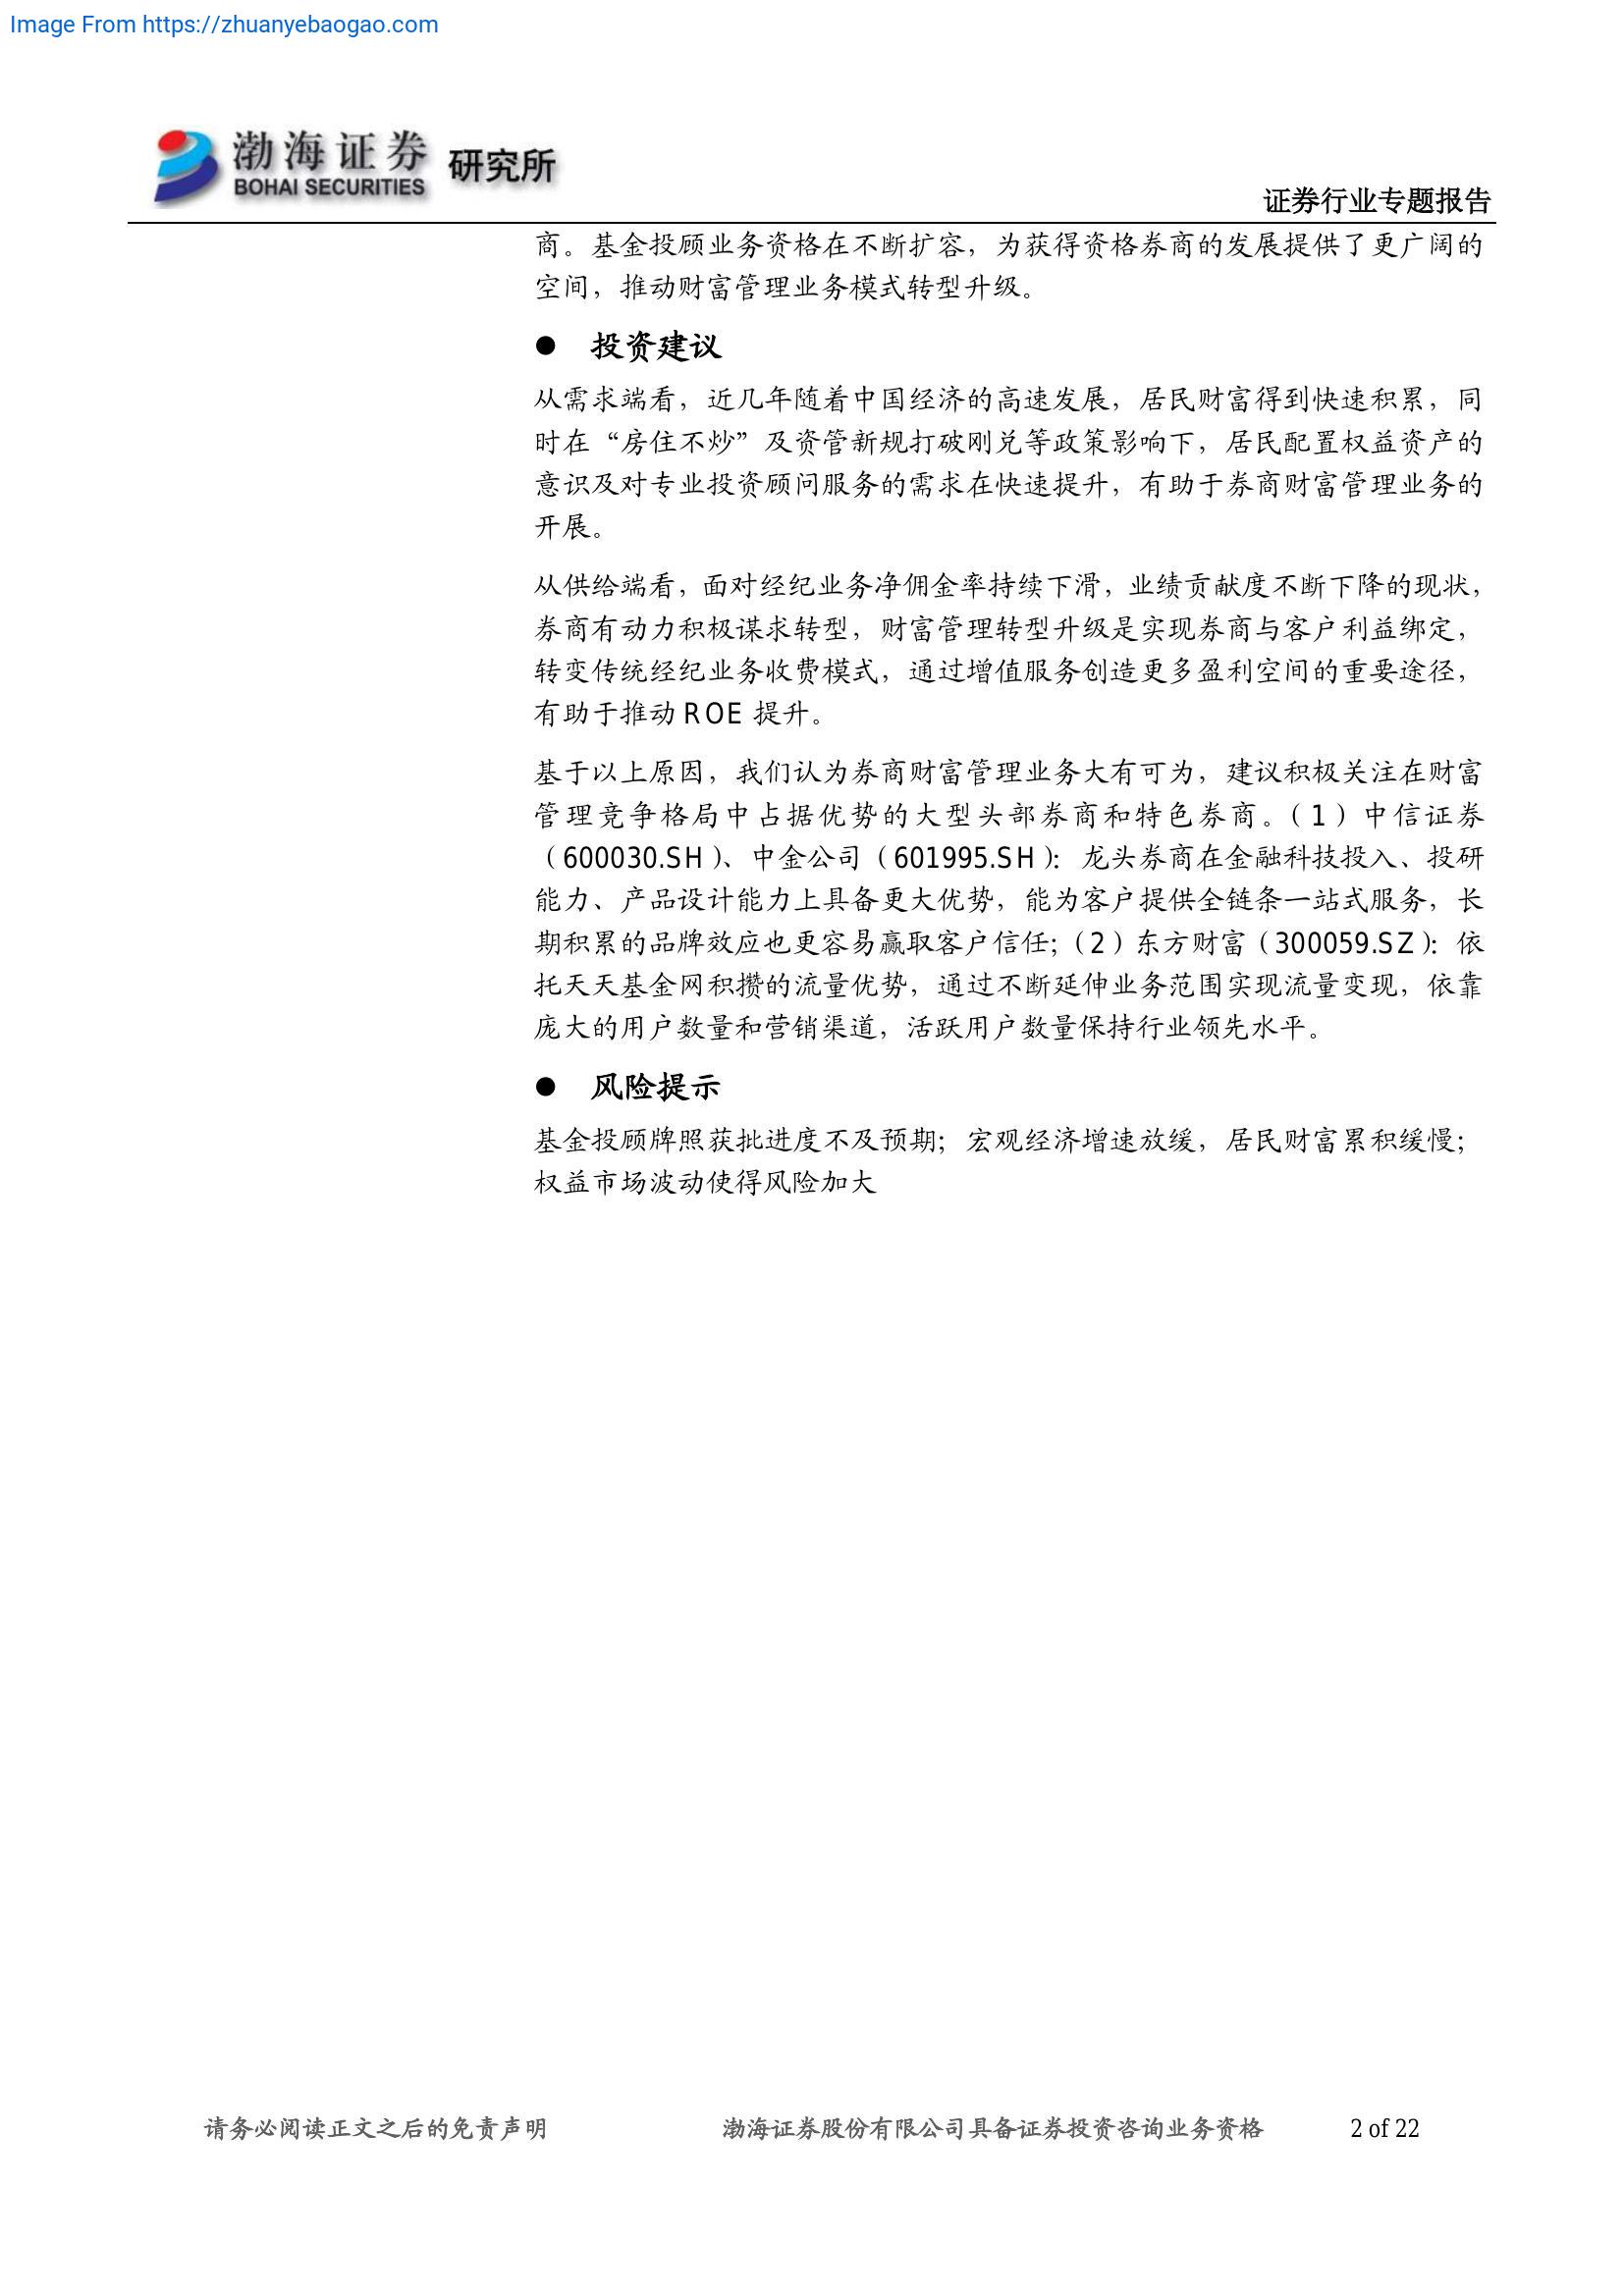 Image From https://zhuanyebaogao.com
渤海证券 研究所
BOHAI SECURITIES
证券行业专题报告
商。基金投顾业务资格在不断扩容，为获得资格券商的发展提供了更广阔的
空间，推动财富管理业务模式转型升级。
● 投资建议
从需求端看，近几年随着中国经济的高速发展，居民财富得到快速积累，同
时在“房住不炒”及资管新规打破刚兑等政策影响下，居民配置权益资产的
意识及对专业投资顾问服务的需求在快速提升，有助于券商财富管理业务的
开展。
从供给端看，面对经纪业务净佣金率持续下滑，业绩贡献度不断下降的现状，
券商有动力积极谋求转型，财富管理转型升级是实现券商与客户利益绑定，
转变传统经纪业务收费模式，通过增值服务创造更多盈利空间的重要途径，
有助于推动 ROE 提升。
基于以上原因，我们认为券商财富管理业务大有可为，建议积极关注在财富
管理竞争格局中占据优势的大型头部券商和特色券商。（1）中信证券
（600030.SH）、中金公司（601995.SH）：龙头券商在金融科技投入、投研
能力、产品设计能力上具备更大优势，能为客户提供全链条一站式服务，长
期积累的品牌效应也更容易赢取客户信任；（2）东方财富（300059.SZ）：依
托天天基金网积攒的流量优势，通过不断延伸业务范围实现流量变现，依靠
庞大的用户数量和营销渠道，活跃用户数量保持行业领先水平。
● 风险提示
基金投顾牌照获批进度不及预期；宏观经济增速放缓，居民财富累积缓慢；
权益市场波动使得风险加大
请务必阅读正文之后的免责声明 渤海证券股份有限公司具备证券投资咨询业务资格 2 of 22